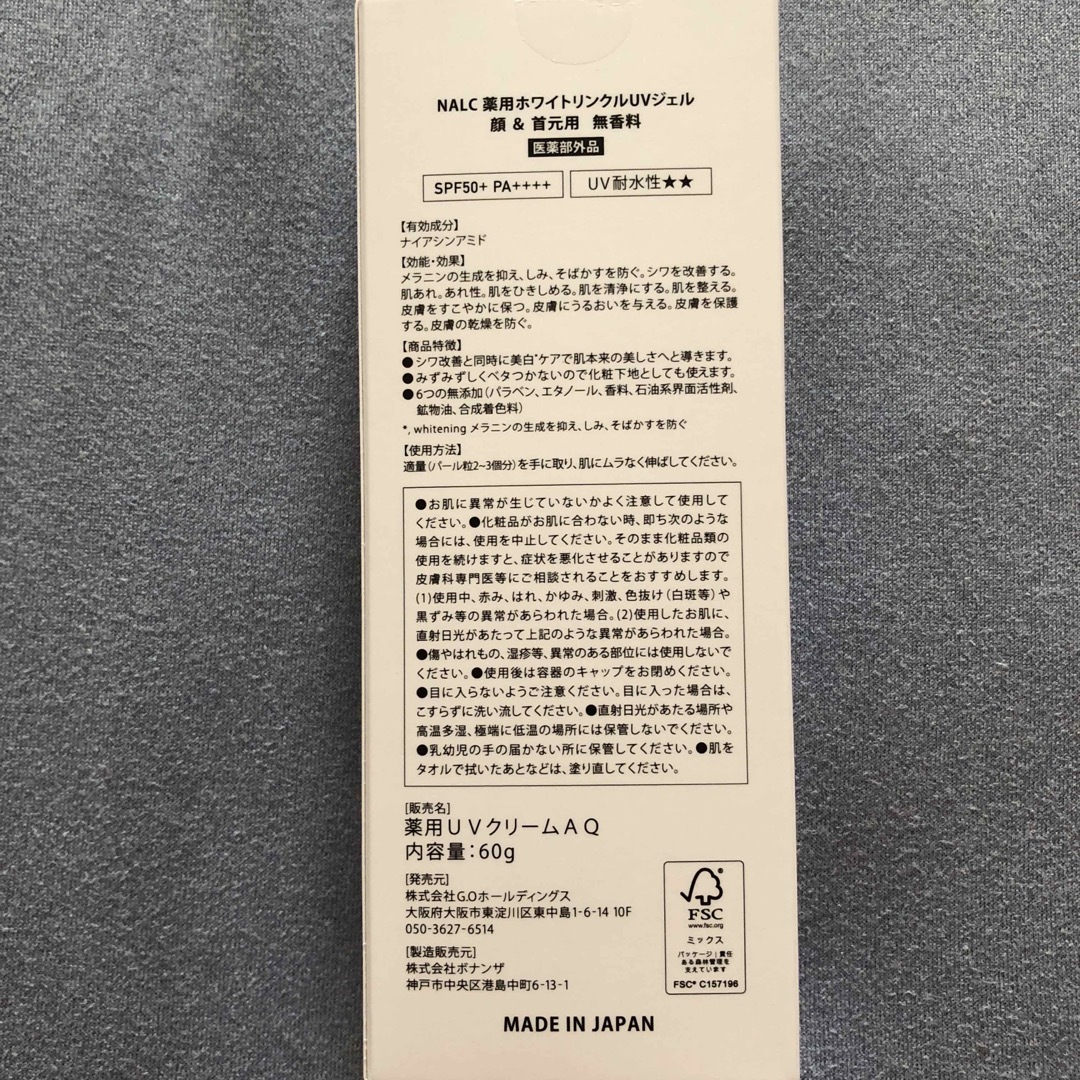 NALC 薬用ホワイトリンクルUVジェル
顔 & 首元用 無香料
医薬部外品
SPF50+ PA++++
UV耐水性★★
【有効成分】
ナイアシンアミド
【効能・効果】
メラニンの生成を抑え、しみ、そばかすを防ぐ。シワを改善する。
肌あれ。あれ性。肌をひきしめる。肌を清浄にする。肌を整える。
皮膚をすこやかに保つ。皮膚にうるおいを与える。皮膚を保護
する。皮膚の乾燥を防ぐ。
【商品特徴】
●シワ改善と同時に美白*ケアで肌本来の美しさへと導きます。
●みずみずしくベタつかないので化粧下地としても使えます。
●6つの無添加(パラベン、エタノール、香料、石油系界面活性剤、
鉱物油、合成着色料)
*, whitening メラニンの生成を抑え、しみ、そばかすを防ぐ
【使用方法】
適量(パール粒2~3個分)を手に取り、肌にムラなく伸ばしてください。
●お肌に異常が生じていないかよく注意して使用して
ください。●化粧品がお肌に合わない時、即ち次のような
場合には、使用を中止してください。そのまま化粧品類の
使用を続けますと、症状を悪化させることがありますので
皮膚科専門医等にご相談されることをおすすめします。
(1)使用中、赤み、はれ、かゆみ、刺激、色抜け(白斑等)や
黒ずみ等の異常があらわれた場合。(2)使用したお肌に、
直射日光があたって上記のような異常があらわれた場合。
●傷やはれもの、湿疹等、異常のある部位には使用しないで
ください。●使用後は容器のキャップをお閉めください。
●目に入らないようご注意ください。目に入った場合は、
こすらずに洗い流してください。●直射日光があたる場所や
高温多湿、極端に低温の場所には保管しないでください。
●乳幼児の手の届かない所に保管してください。●肌を
タオルで拭いたあとなどは、塗り直してください。
[販売名]
薬用UVクリームAQ
内容量:60g
[発売元]
株式会社G.Oホールディングス
大阪府大阪市東淀川区東中島1-6-14 10F
050-3627-6514
[製造販売元]
株式会社ボナンザ
神戸市中央区港島中町6-13-1
FSC
www.fsc.org
ミックス
パッケージ|責任
ある森林管理を
支えています
FSC® C157196
MADE IN JAPAN